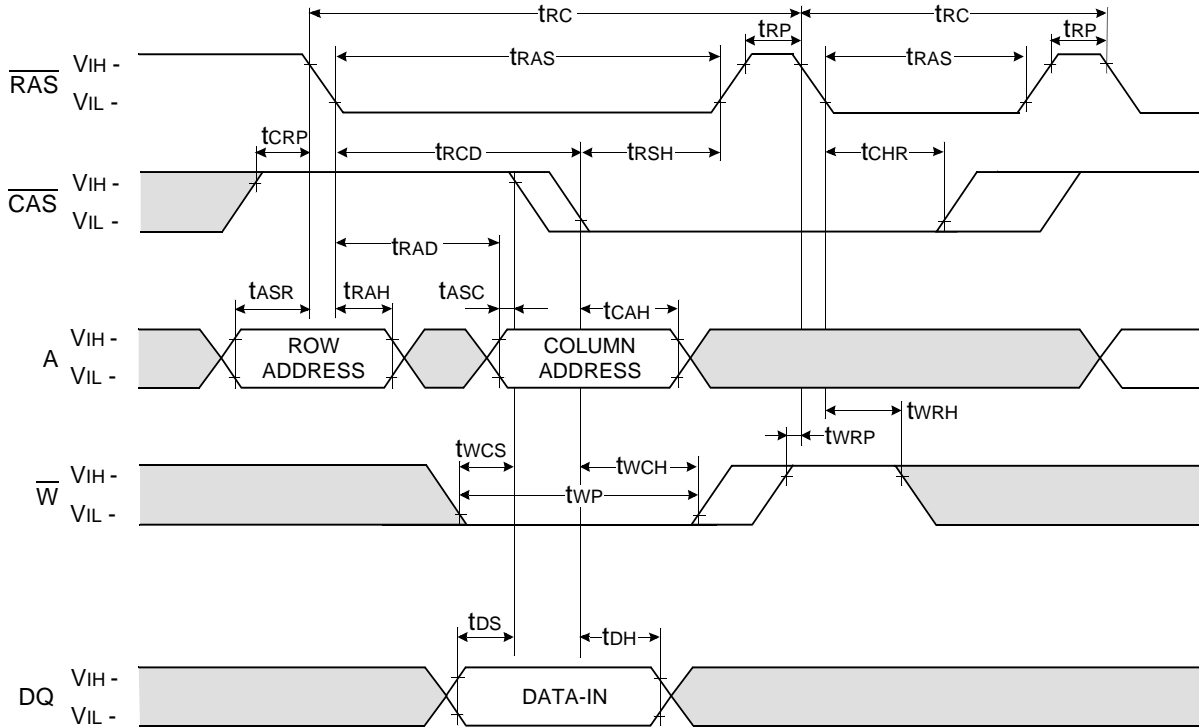 tRC tRC
tRP tRP
tRAS tRAS
RAS VIH -
VIL -
tCRP tRCD tRSH tCHR
CAS VIH -
VIL -
tRAD
tASR tRAH tASC tCAH
A VIH -
VIL -
ROW
ADDRESS
COLUMN
ADDRESS
tWRH
tWRP
tWCS tWCH
tWP
W VIH -
VIL -
tDS tDH
DQ VIH -
VIL -
DATA-IN